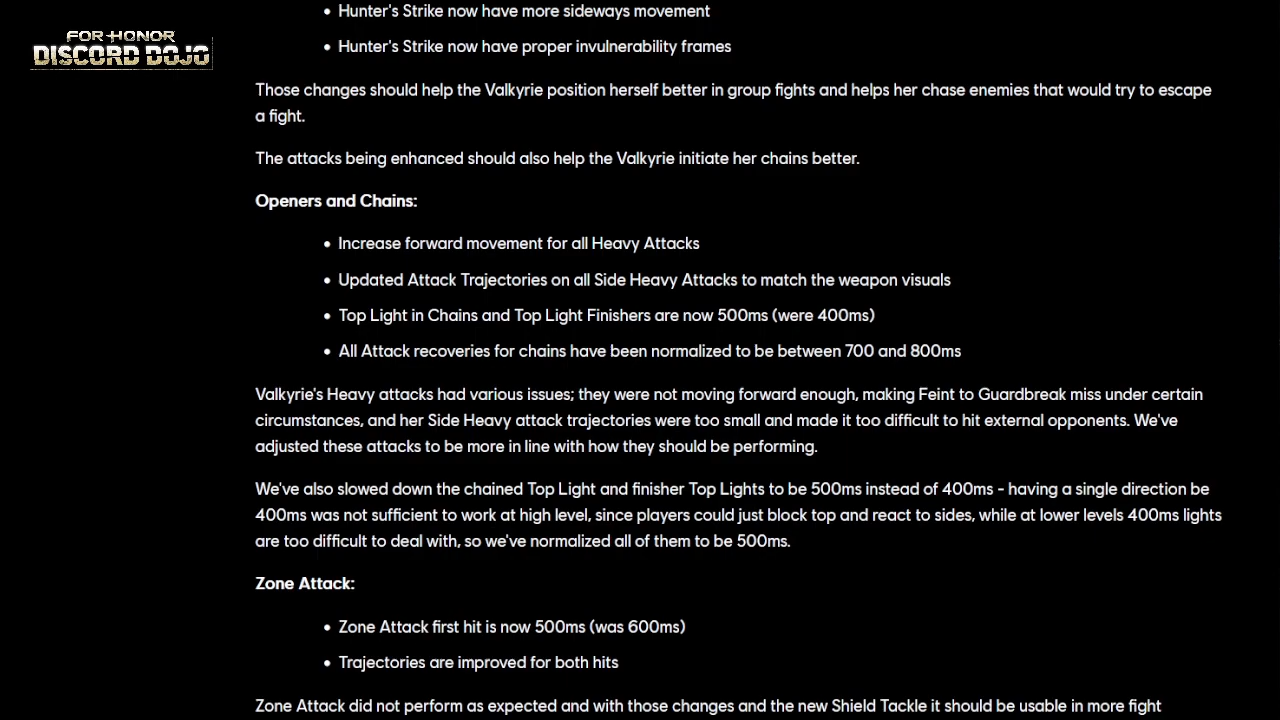 FOR HONOR
DISCORD DOJO
• Hunter's Strike now have more sideways movement
• Hunter's Strike now have proper invulnerability frames
Those changes should help the Valkyrie position herself better in group fights and helps her chase enemies that would try to escape
a fight.
The attacks being enhanced should also help the Valkyrie initiate her chains better.
Openers and Chains:
• Increase forward movement for all Heavy Attacks
• Updated Attack Trajectories on all Side Heavy Attacks to match the weapon visuals
• Top Light in Chains and Top Light Finishers are now 500ms (were 400ms)
• All Attack recoveries for chains have been normalized to be between 700 and 800ms
Valkyrie's Heavy attacks had various issues; they were not moving forward enough, making Feint to Guardbreak miss under certain
circumstances, and her Side Heavy attack trajectories were too small and made it too difficult to hit external opponents. We've
adjusted these attacks to be more in line with how they should be performing.
We've also slowed down the chained Top Light and finisher Top Lights to be 500ms instead of 400ms - having a single direction be
400ms was not sufficient to work at high level, since players could just block top and react to sides, while at lower levels 400ms lights
are too difficult to deal with, so we've normalized all of them to be 500ms.
Zone Attack:
• Zone Attack first hit is now 500ms (was 600ms)
• Trajectories are improved for both hits
Zone Attack did not perform as expected and with those changes and the new Shield Tackle it should be usable in more fight